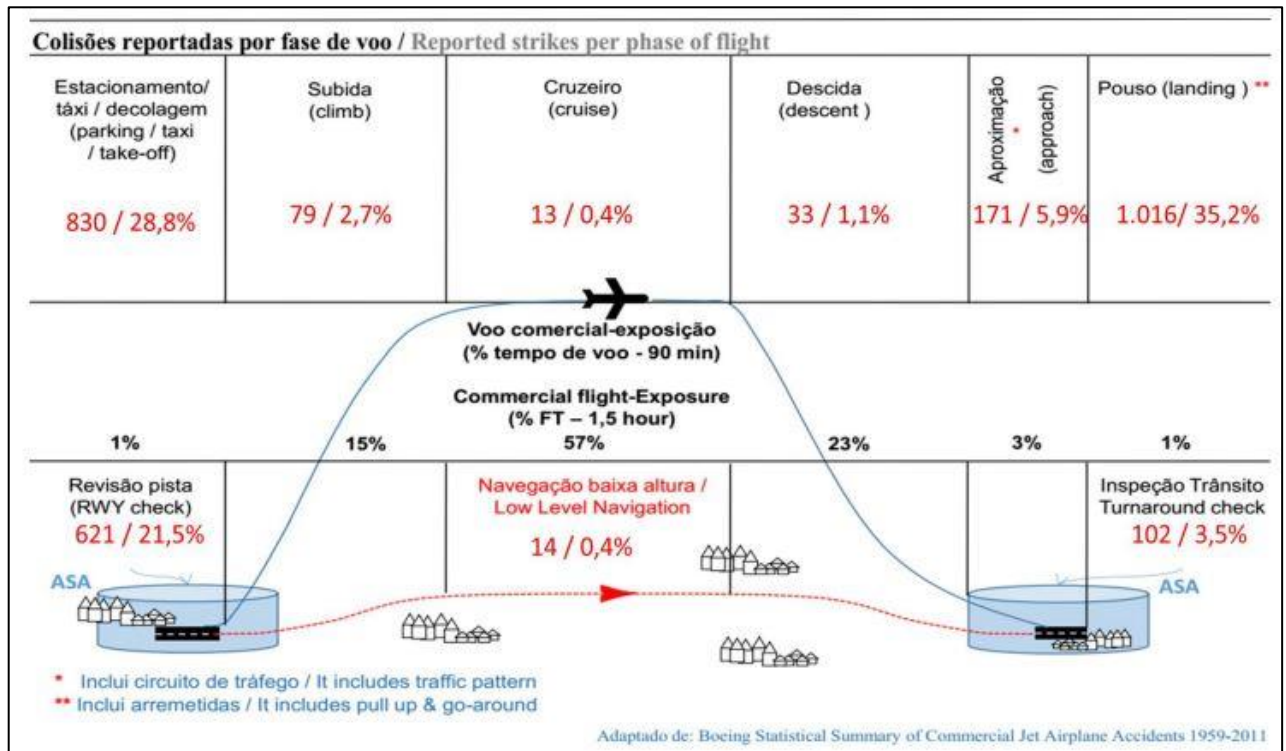 Colisões reportadas por fase de voo / Reported strikes per phase of flight
Estacionamento/
táxi / decolagem
(parking / taxi
/ take-off)
830 / 28,8%
Subida
(climb)
79 / 2,7%
Cruzeiro
(cruise)
13 / 0,4%
Descida
(descent )
33 / 1,1%
Aproximação *
(approach)
171 / 5,9%
Pouso (landing ) **
1.016/ 35,2%
Voo comercial-exposição
(% tempo de voo - 90 min)
Commercial flight-Exposure
(% FT – 1,5 hour)
1%
15%
57%
23%
3%
1%
Revisão pista
(RWY check)
621 / 21,5%
Navegação baixa altura /
Low Level Navigation
14 / 0,4%
Inspeção Trânsito
Turnaround check
102 / 3,5%
ASA
ASA
* Inclui circuito de tráfego / It includes traffic pattern
** Inclui arremetidas / It includes pull up & go-around
Adaptado de: Boeing Statistical Summary of Commercial Jet Airplane Accidents 1959-2011